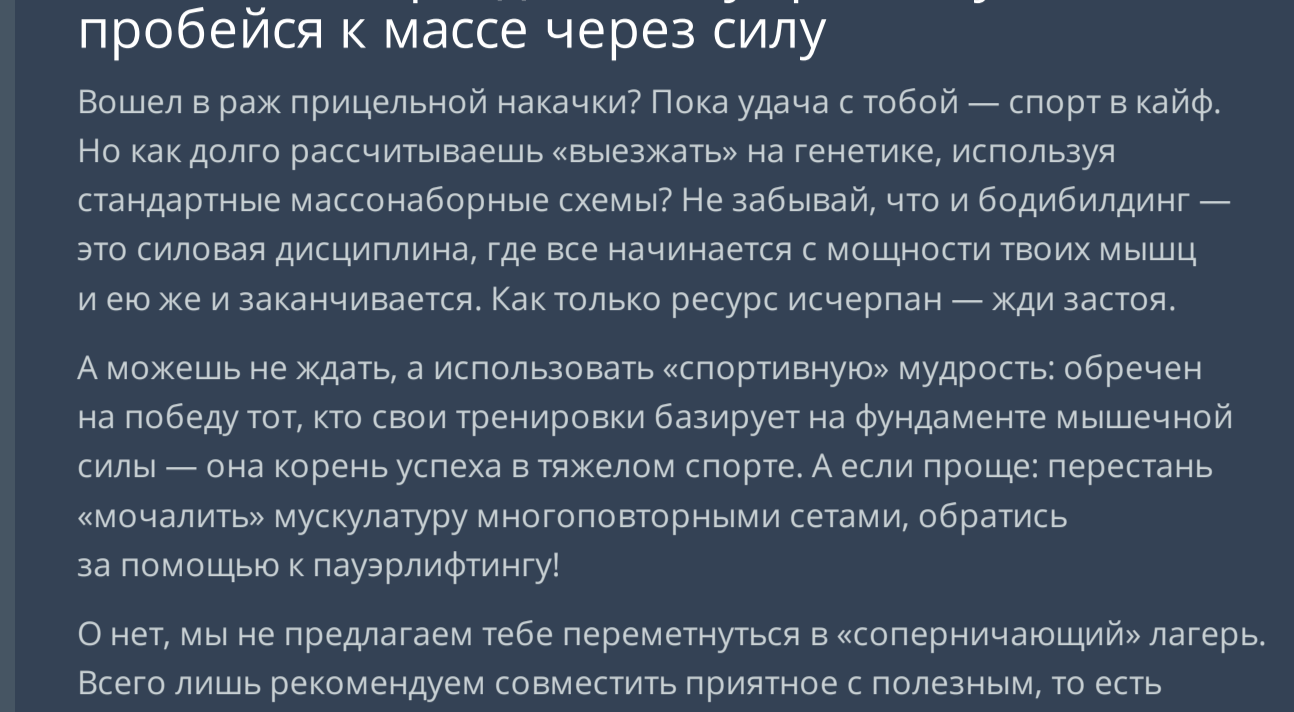 пробейся к массе через силу
Вошел в раж прицельной накачки? Пока удача с тобой — спорт в кайф.
Но как долго рассчитываешь «выезжать» на генетике, используя
стандартные массонаборные схемы? Не забывай, что и бодибилдинг —
это силовая дисциплина, где все начинается с мощности твоих мышц
и ею же и заканчивается. Как только ресурс исчерпан — жди застоя.
А можешь не ждать, а использовать «спортивную» мудрость: обречен
на победу тот, кто свои тренировки базирует на фундаменте мышечной
силы — она корень успеха в тяжелом спорте. А если проще: перестань
«мочалить» мускулатуру многоповторными сетами, обратись
за помощью к пауэрлифтингу!
О нет, мы не предлагаем тебе переметнуться в «соперничающий» лагерь.
Всего лишь рекомендуем совместить приятное с полезным, то есть